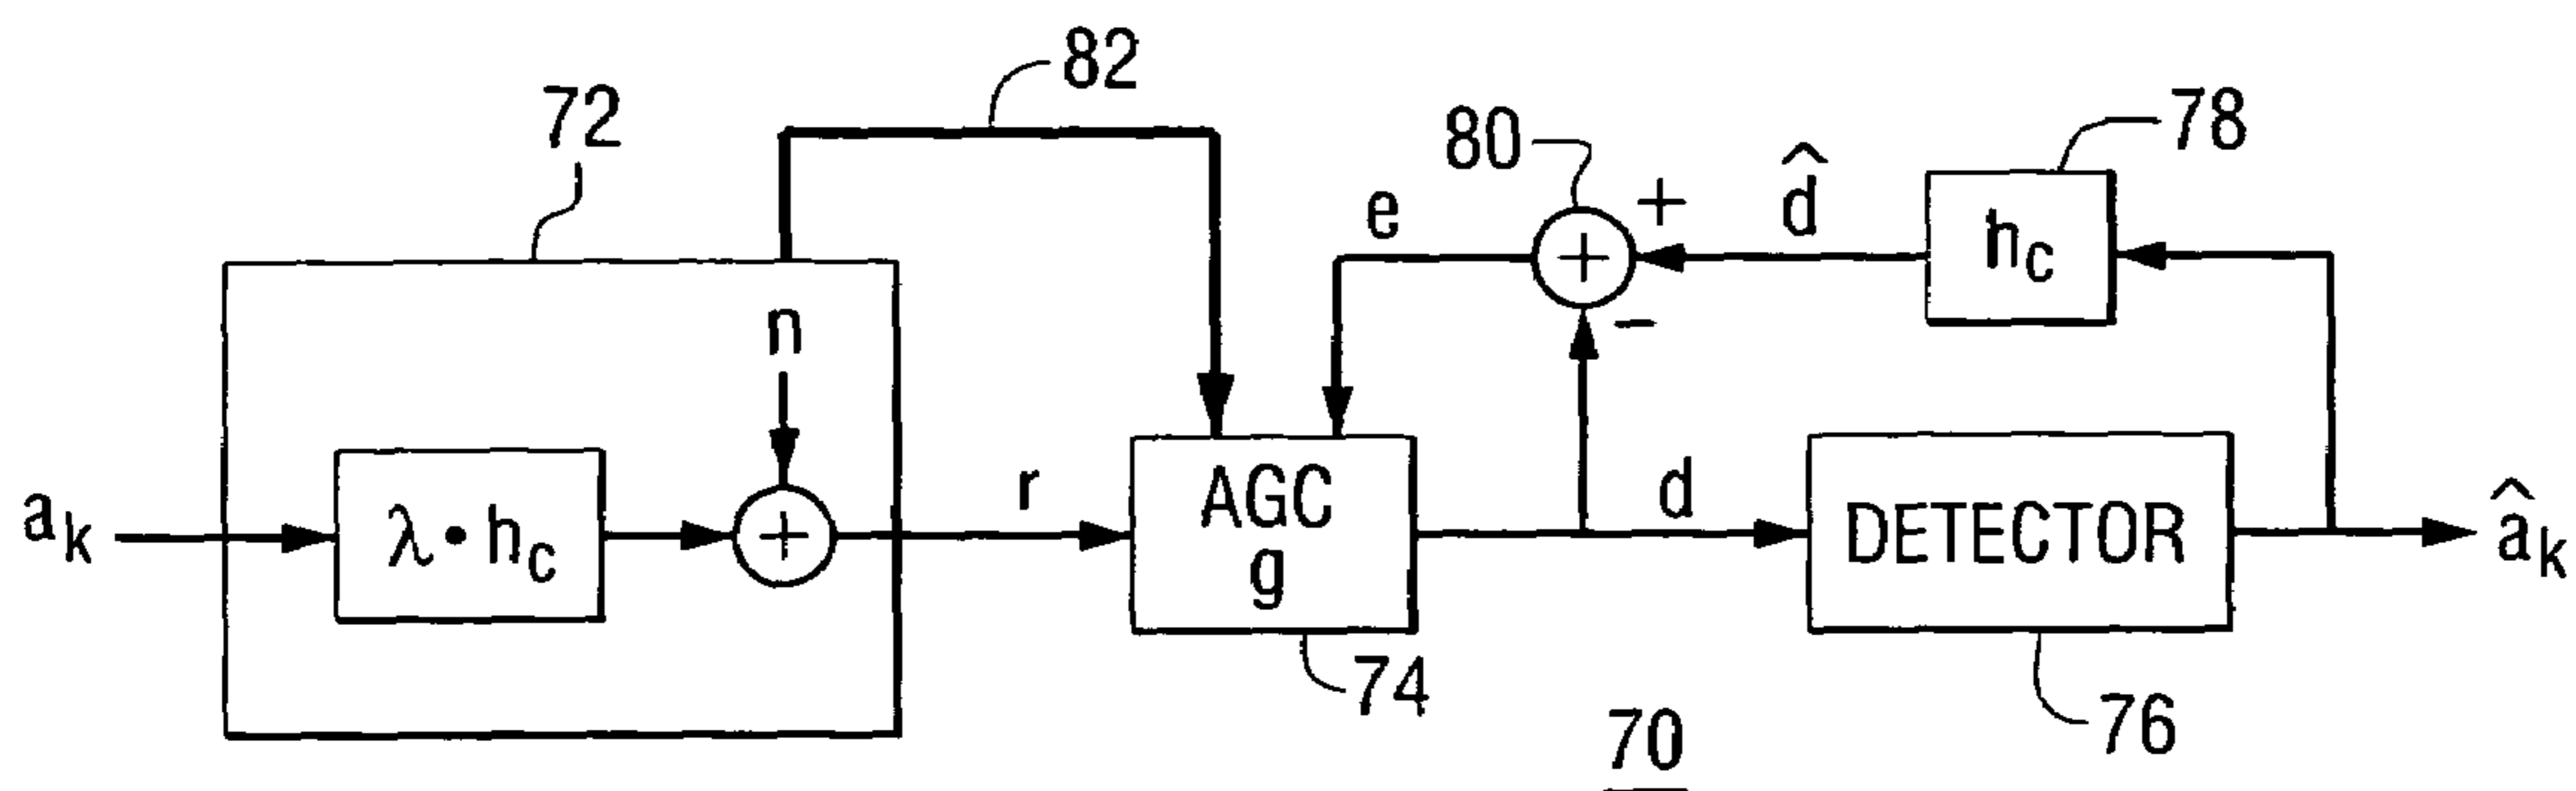 82
72
80
78
+
d̂
e
h_c
−
n
+
a_k
λ • h_c
+
r
AGC
g
d
DETECTOR
â_k
74
76
70